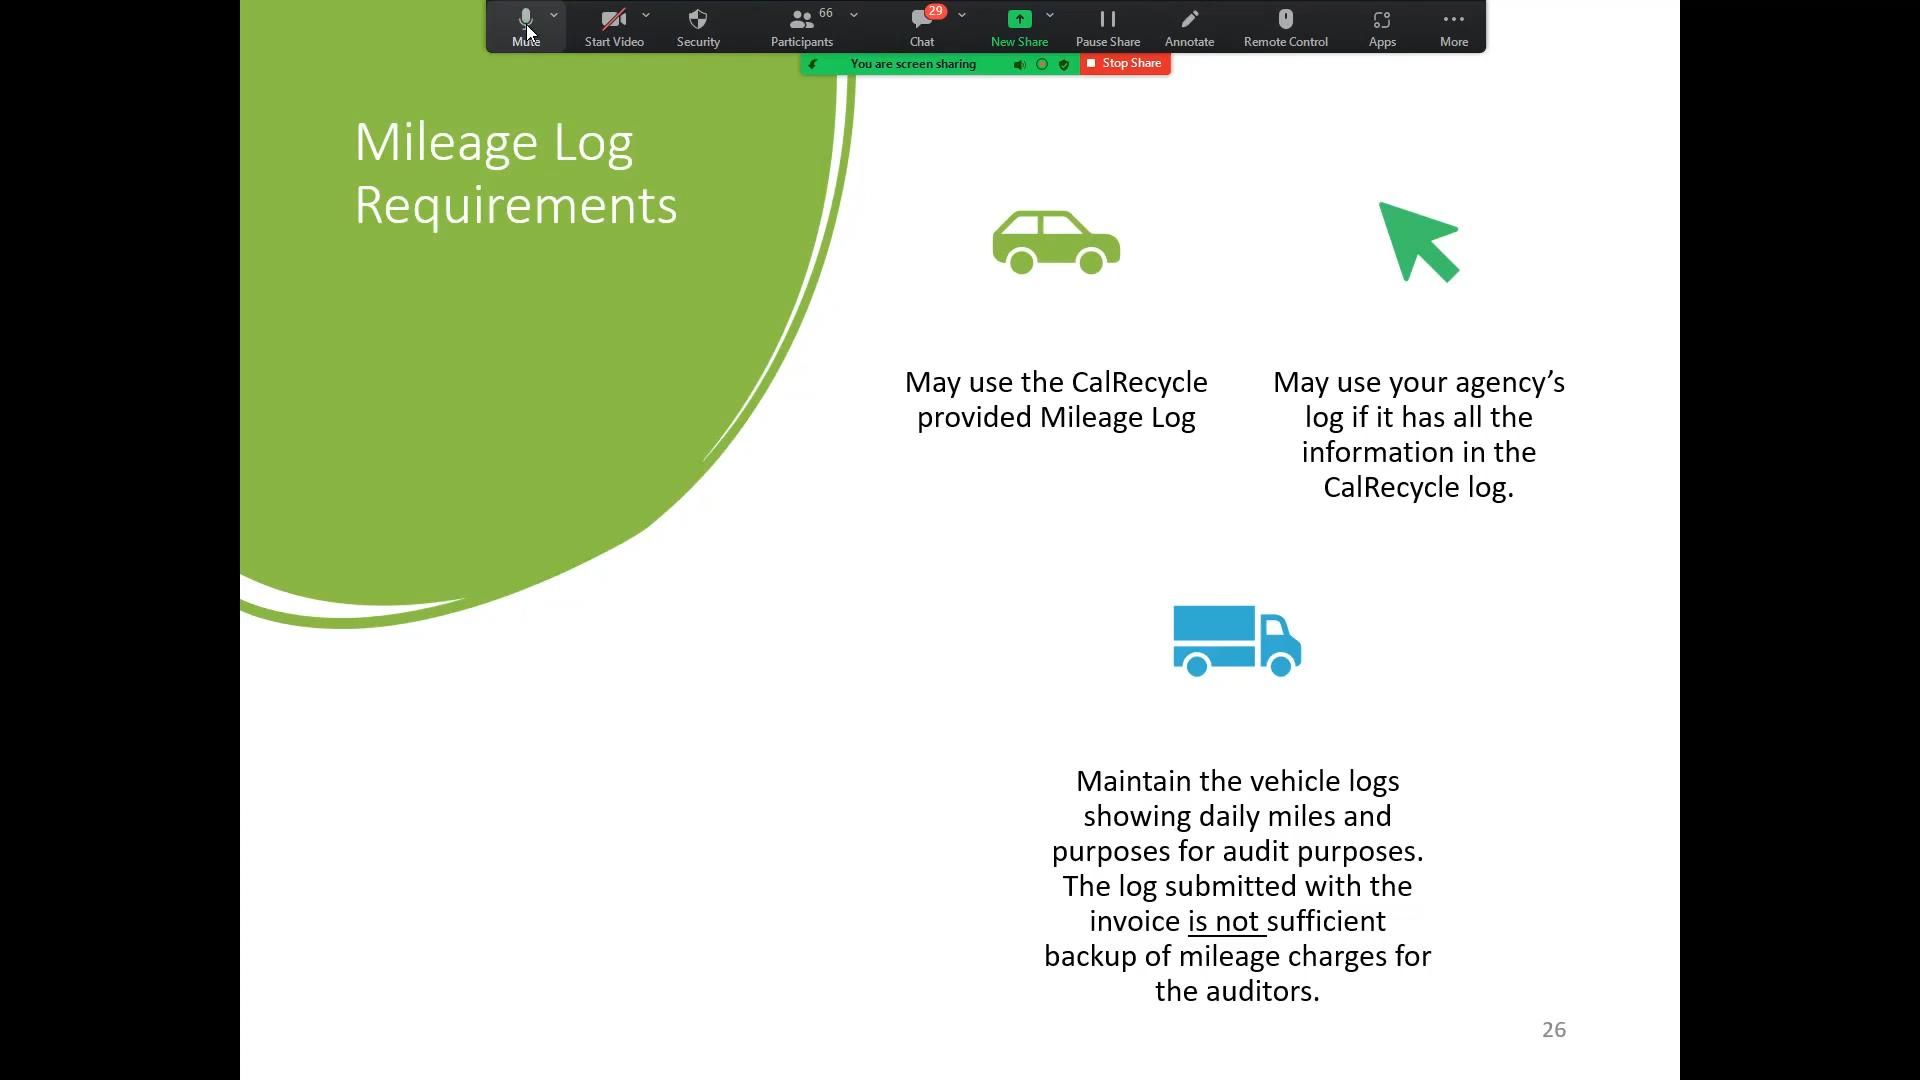 66
29
Mute
Start Video
Security
Participants
Chat
New Share
Pause Share
Annotate
Remote Control
Apps
More
You are screen sharing
Stop Share
Mileage Log
Requirements
May use the CalRecycle
provided Mileage Log
May use your agency’s
log if it has all the
information in the
CalRecycle log.
Maintain the vehicle logs
showing daily miles and
purposes for audit purposes.
The log submitted with the
invoice is not sufficient
backup of mileage charges for
the auditors.
26